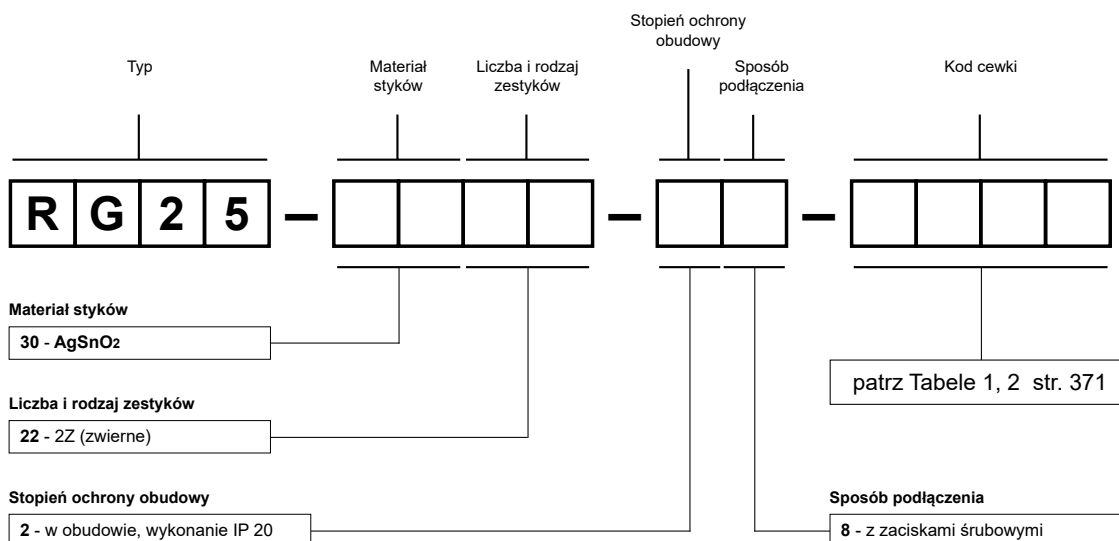 Stopień ochrony
obudowy
Typ
Materiał
styków
Liczba i rodzaj
zestyków
Sposób
podłączenia
Kod cewki
R G 2 5 – – –
Materiał styków
30 - AgSnO2
patrz Tabele 1, 2 str. 371
Liczba i rodzaj zestyków
22 - 2Z (zwierne)
Stopień ochrony obudowy
2 - w obudowie, wykonanie IP 20
Sposób podłączenia
8 - z zaciskami śrubowymi